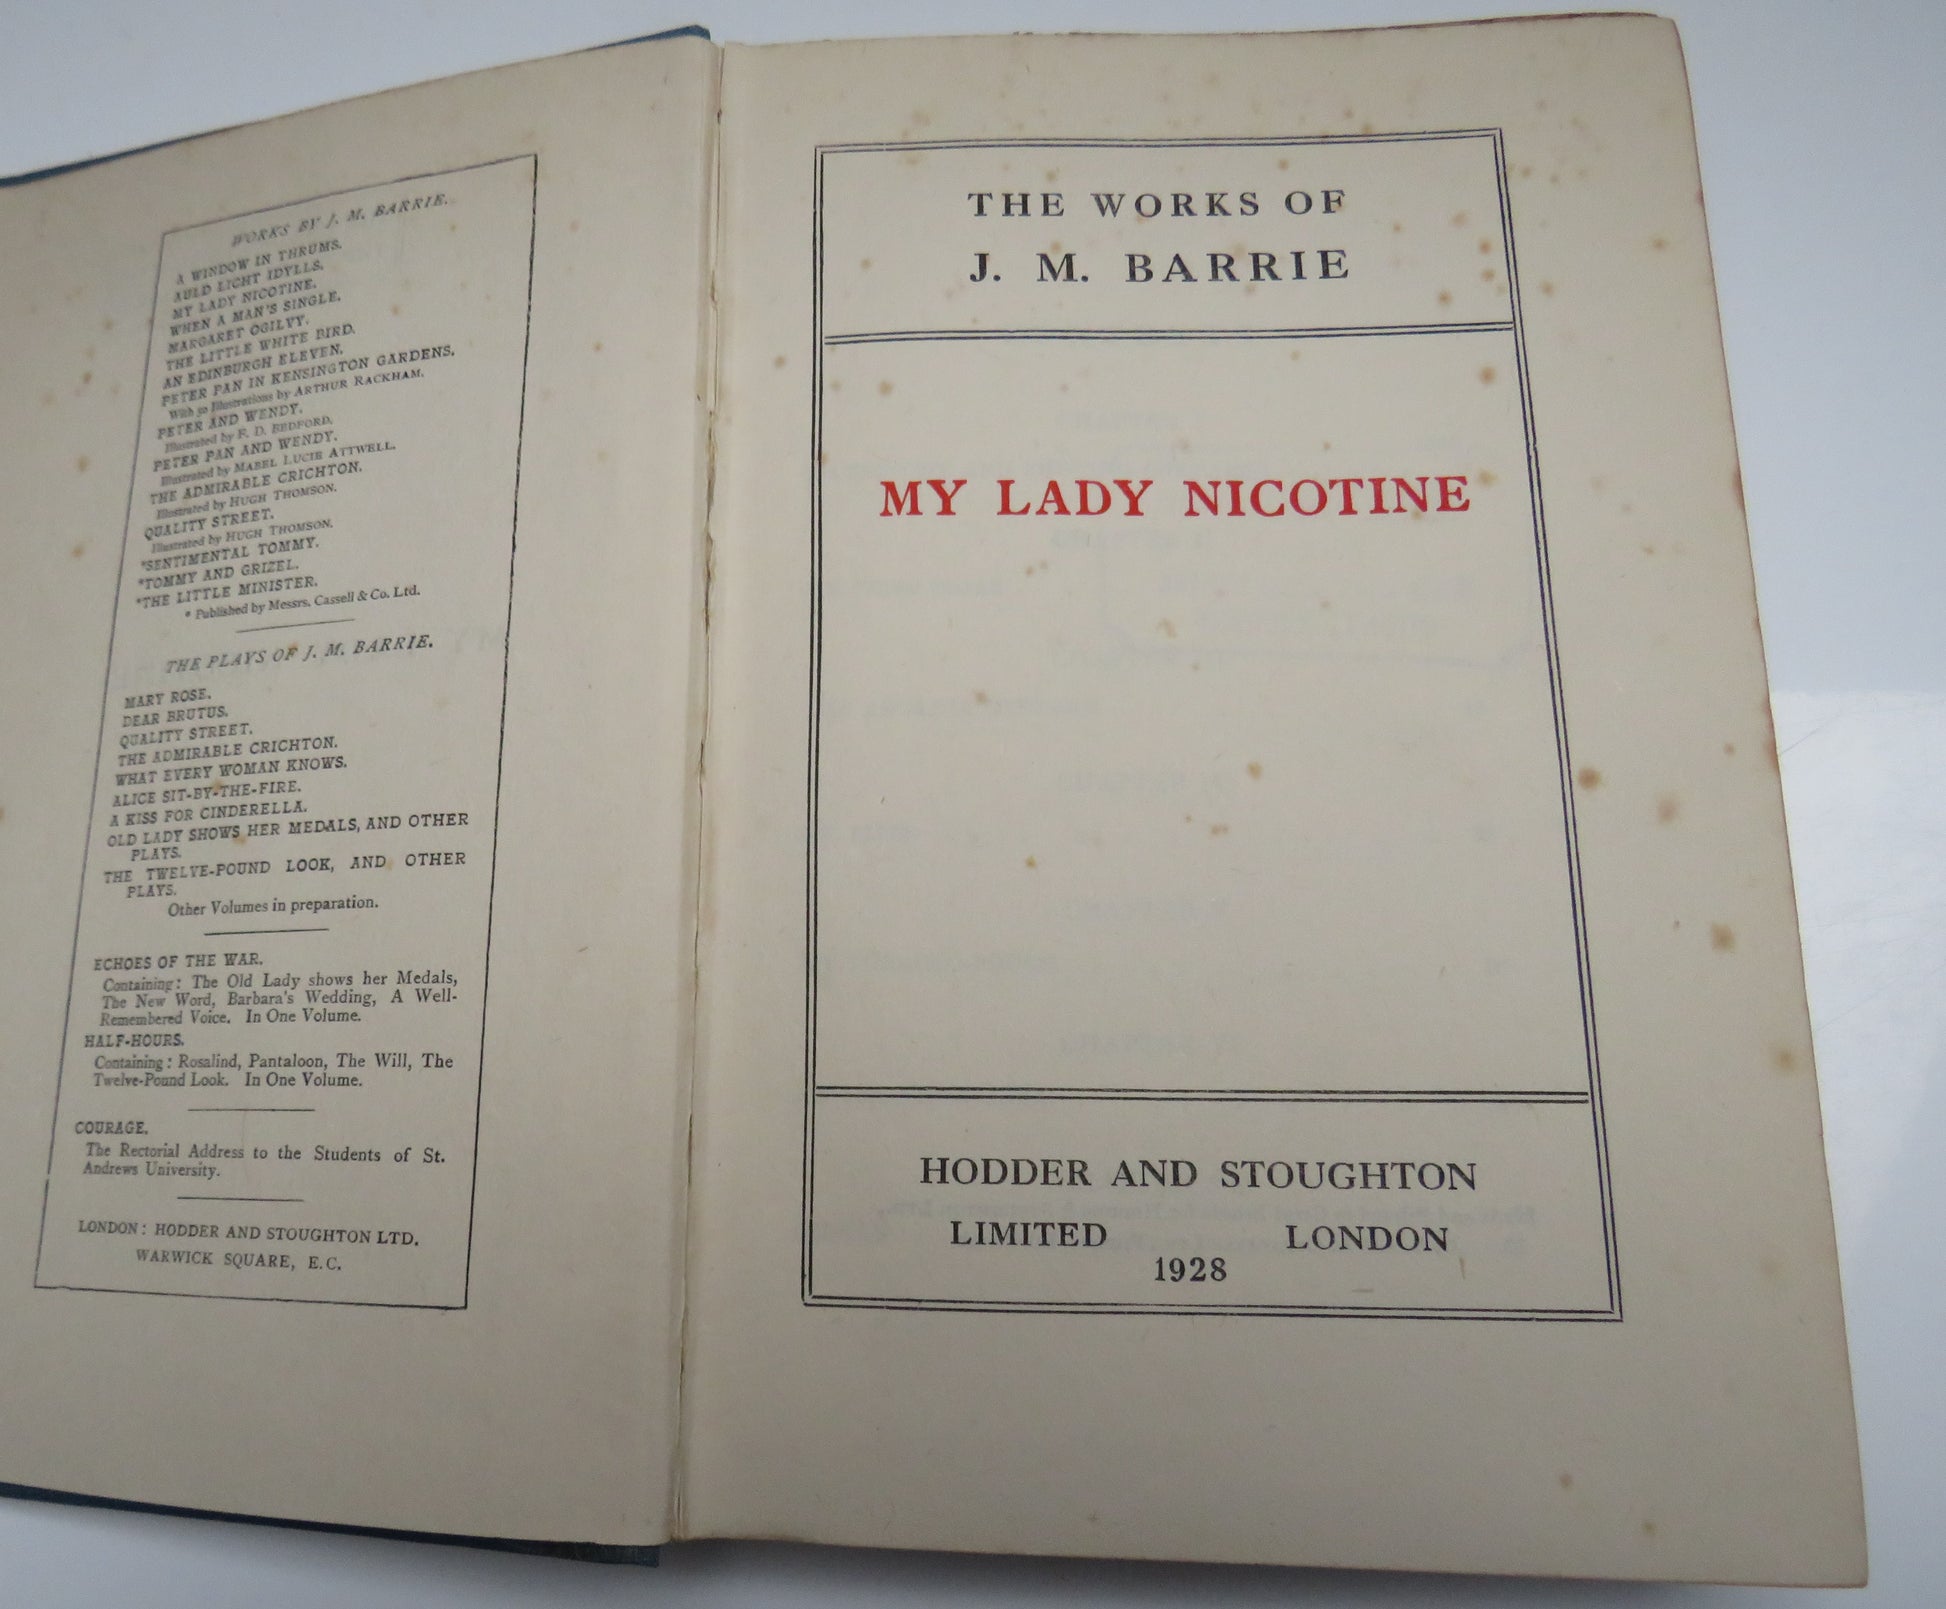 WORKS BY J. M. BARRIE.
A WINDOW IN THRUMS.
AULD LICHT IDYLLS.
MY LADY NICOTINE.
WHEN A MAN'S SINGLE.
MARGARET OGILVY.
THE LITTLE WHITE BIRD.
AN EDINBURGH ELEVEN.
PETER PAN IN KENSINGTON GARDENS.
With 50 Illustrations by ARTHUR RACKHAM.
PETER AND WENDY.
Illustrated by F. D. BEDFORD.
PETER PAN AND WENDY.
Illustrated by MABEL LUCIE ATTWELL.
THE ADMIRABLE CRICHTON.
Illustrated by HUGH THOMSON.
QUALITY STREET.
Illustrated by HUGH THOMSON.
*SENTIMENTAL TOMMY.
*TOMMY AND GRIZEL.
*THE LITTLE MINISTER.
* Published by Messrs. Cassell & Co. Ltd.
THE PLAYS OF J. M. BARRIE.
MARY ROSE.
DEAR BRUTUS.
QUALITY STREET.
THE ADMIRABLE CRICHTON.
WHAT EVERY WOMAN KNOWS.
ALICE SIT-BY-THE-FIRE.
A KISS FOR CINDERELLA.
OLD LADY SHOWS HER MEDALS, AND OTHER
PLAYS.
THE TWELVE-POUND LOOK, AND OTHER
PLAYS.
Other Volumes in preparation.
ECHOES OF THE WAR.
Containing: The Old Lady shows her Medals,
The New Word, Barbara's Wedding, A Well-
Remembered Voice. In One Volume.
HALF-HOURS.
Containing: Rosalind, Pantaloon, The Will, The
Twelve-Pound Look. In One Volume.
COURAGE.
The Rectorial Address to the Students of St.
Andrews University.
LONDON: HODDER AND STOUGHTON LTD.
WARWICK SQUARE, E.C.
THE WORKS OF
J. M. BARRIE
MY LADY NICOTINE
HODDER AND STOUGHTON
LIMITED LONDON
1928